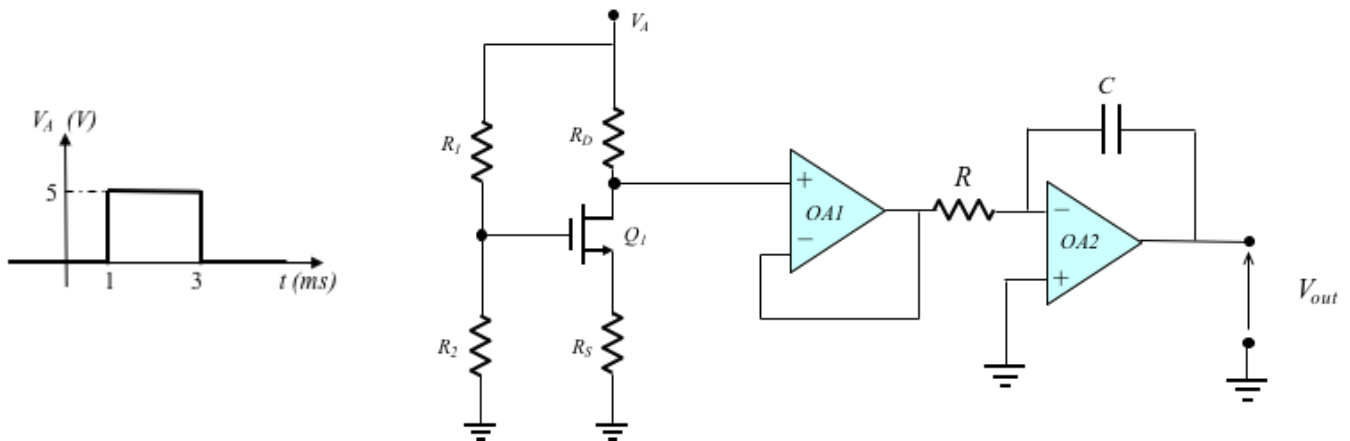 V_A (V)
5
1
3
t (ms)
V_A
R_1
R_D
Q_1
R_2
R_S
+
OA1
−
R
C
−
OA2
+
V_out